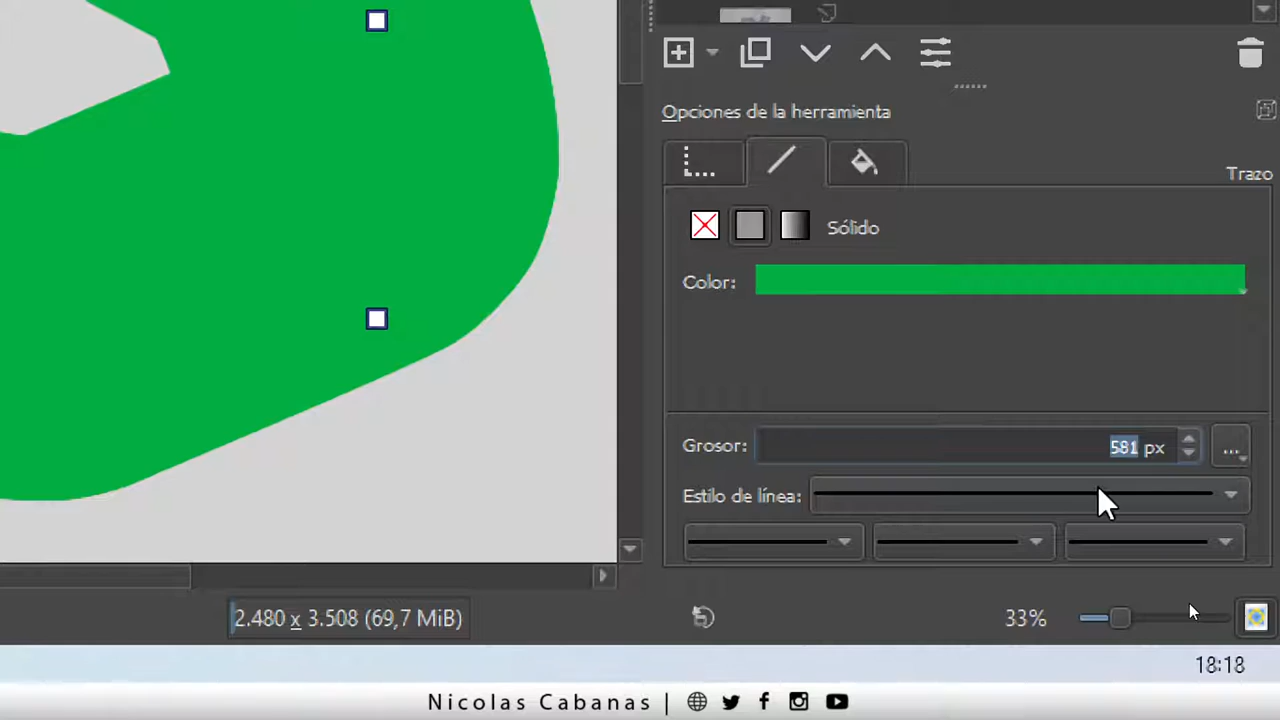 Opciones de la herramienta
Trazo
Sólido
Color:
Grosor: 581 px ...
Estilo de línea:
2.480 x 3.508 (69,7 MiB)
33%
18:18
Nicolas Cabanas |